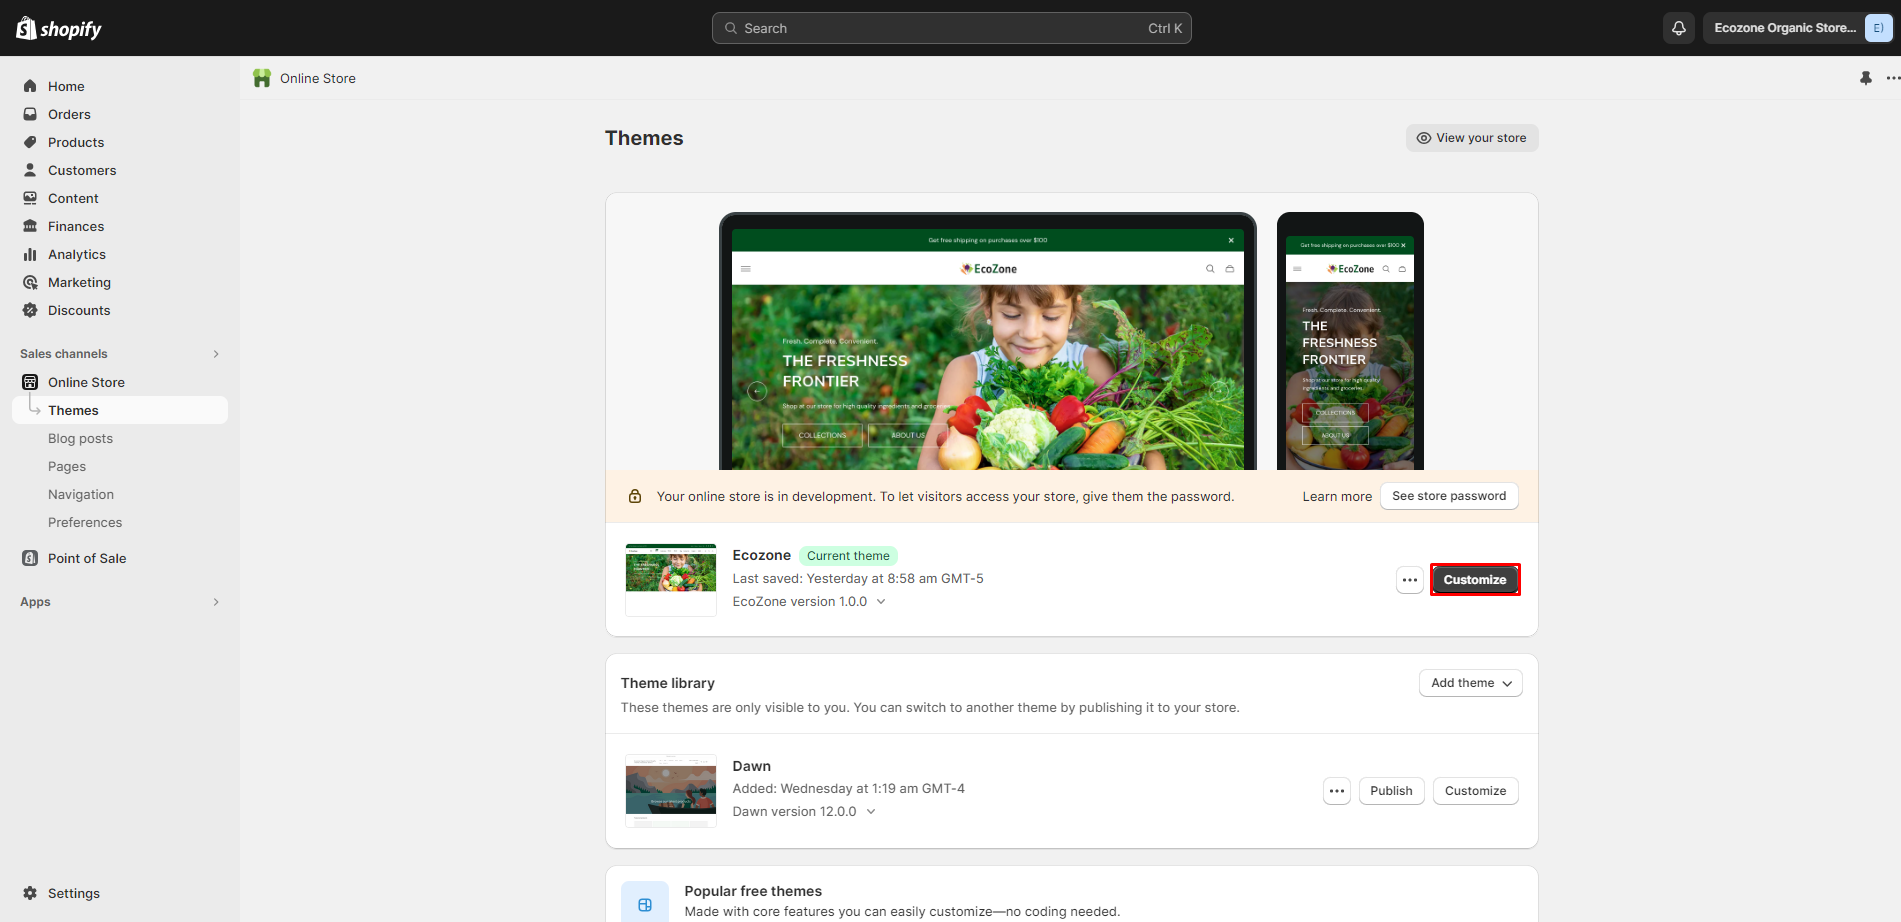 shopify
Search
Ctrl K
Ecozone Organic Store...
E)
Home
Orders
Products
Customers
Content
Finances
Analytics
Marketing
Discounts
Sales channels
Online Store
Themes
Blog posts
Pages
Navigation
Preferences
Point of Sale
Apps
Settings
Online Store
Themes
View your store
Get free shipping on purchases over $100
EcoZone
Fresh. Complete. Convenient.
THE FRESHNESS
FRONTIER
Shop at our store for high quality ingredients and groceries
COLLECTIONS
ABOUT US
Get free shipping on purchases over $100
EcoZone
Fresh. Complete. Convenient.
THE
FRESHNESS
FRONTIER
Shop at our store for high quality
ingredients and groceries
COLLECTIONS
ABOUT US
Your online store is in development. To let visitors access your store, give them the password.
Learn more
See store password
Ecozone
Current theme
Last saved: Yesterday at 8:58 am GMT-5
EcoZone version 1.0.0
Customize
Theme library
Add theme
These themes are only visible to you. You can switch to another theme by publishing it to your store.
Dawn
Added: Wednesday at 1:19 am GMT-4
Dawn version 12.0.0
Publish
Customize
Popular free themes
Made with core features you can easily customize—no coding needed.